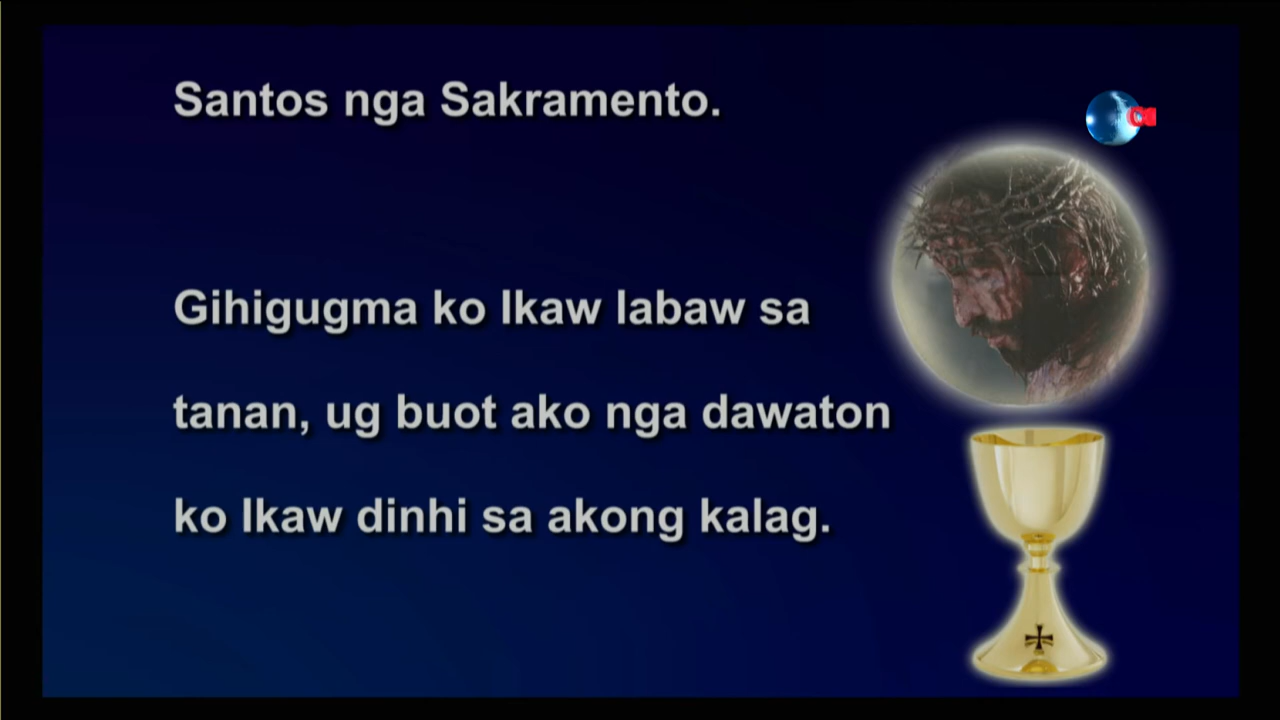 Santos nga Sakramento.
Gihigugma ko Ikaw labaw sa
tanan, ug buot ako nga dawaton
ko Ikaw dinhi sa akong kalag.